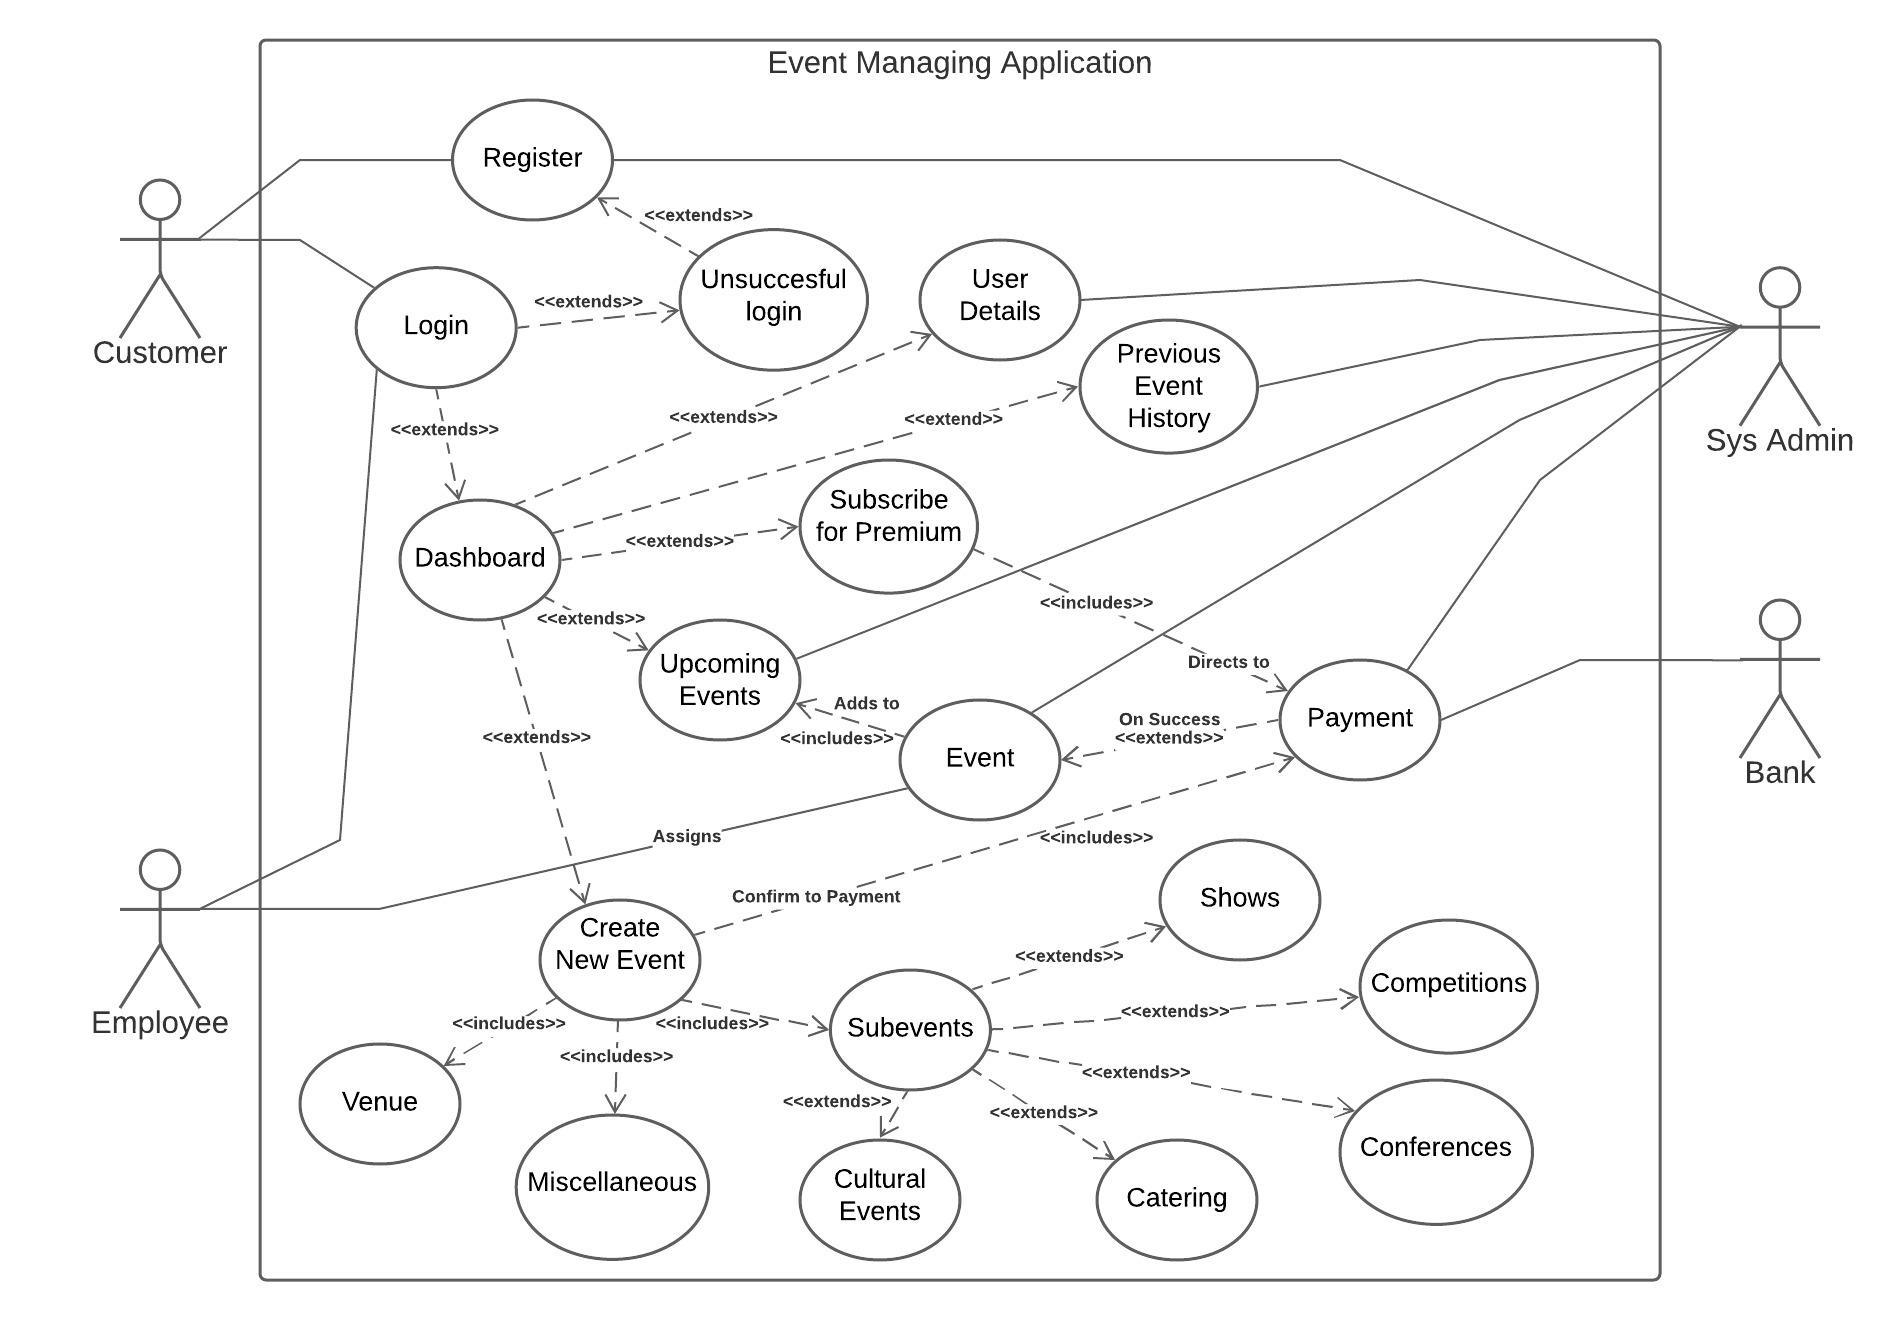 Event Managing Application
Register
<<extends>>
Unsuccesful
login
User
Details
<<extends>>
Login
Customer
Previous
Event
History
<<extends>>
<<extend>>
<<extends>>
Sys Admin
Subscribe
for Premium
<<extends>>
Dashboard
<<includes>>
<<extends>>
Directs to
Upcoming
Events
Adds to
<<includes>>
On Success
<<extends>>
Payment
<<extends>>
Event
Bank
Assigns
<<includes>>
Confirm to Payment
Shows
Create
New Event
<<extends>>
Competitions
Employee
<<includes>>
<<includes>>
<<extends>>
Subevents
<<includes>>
<<extends>>
Venue
<<extends>>
<<extends>>
Conferences
Miscellaneous
Cultural
Events
Catering